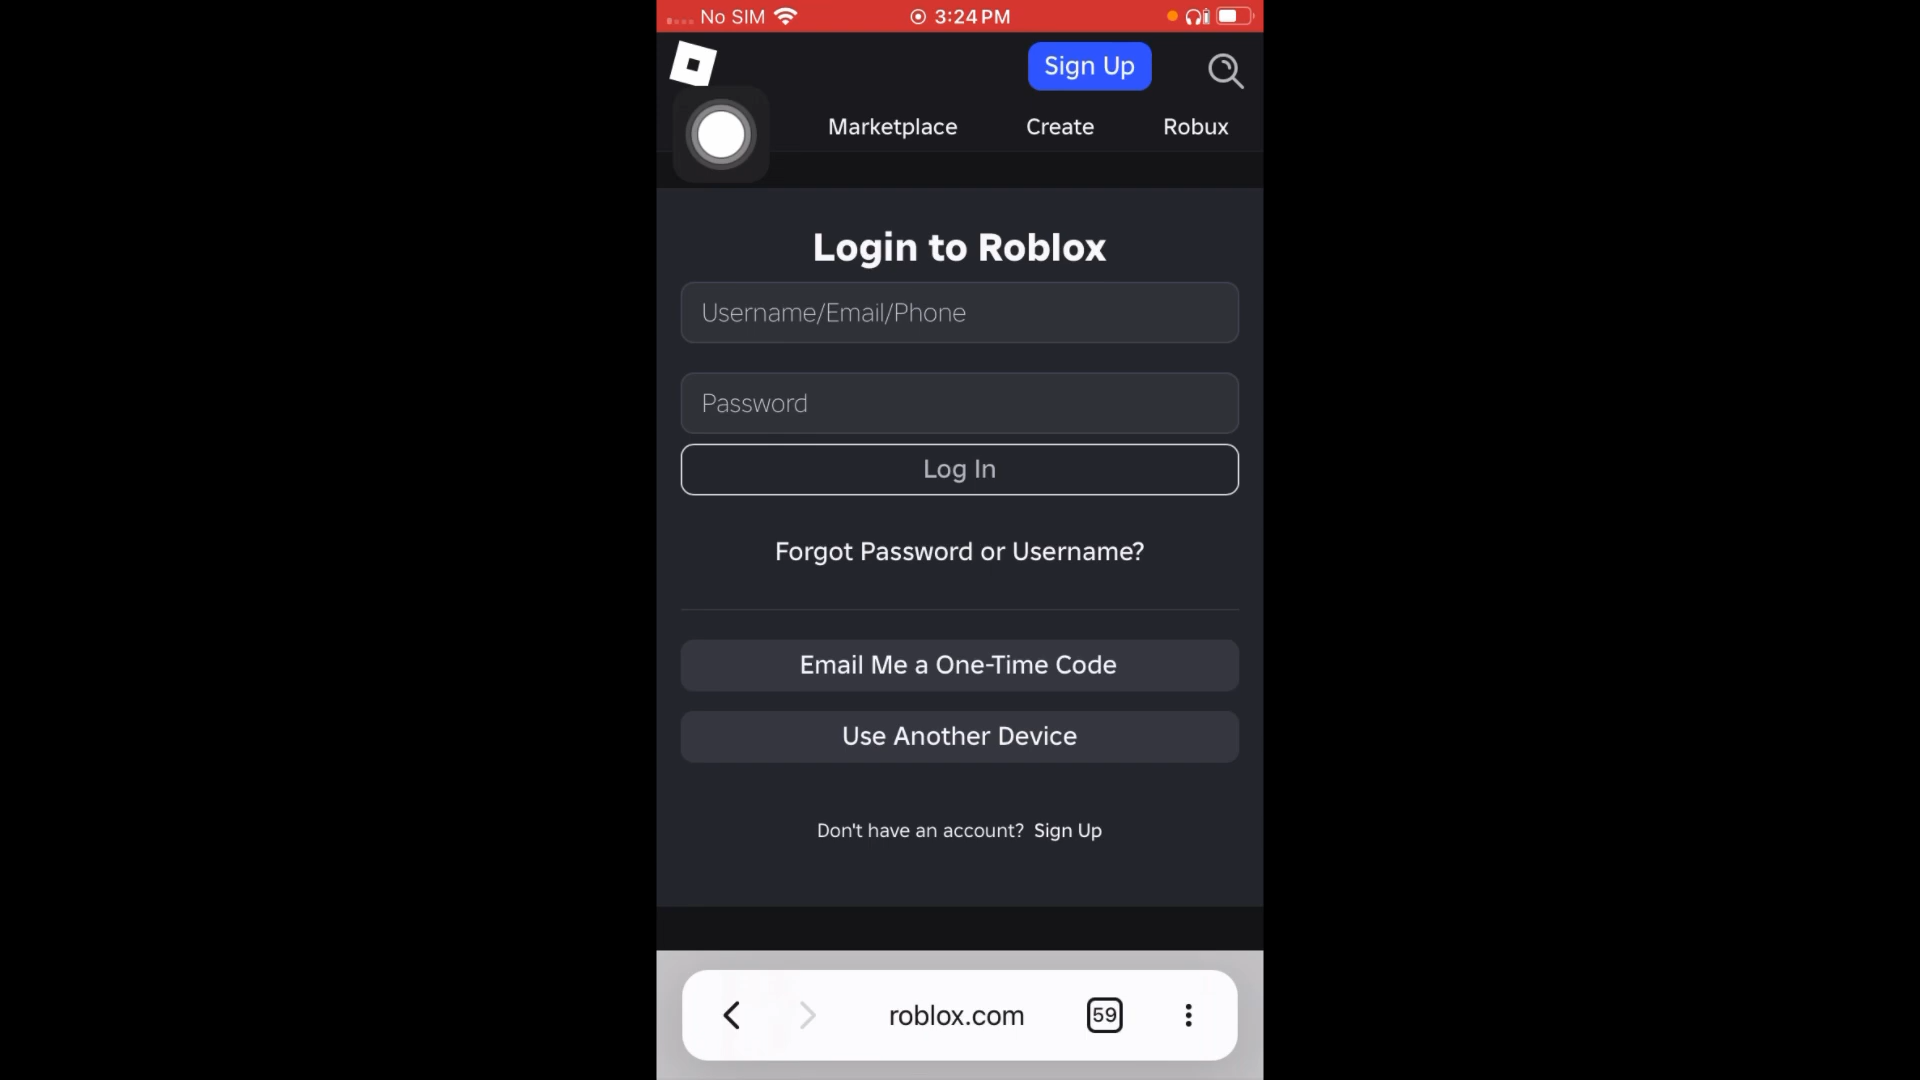 No SIM 3:24 PM
Sign Up
Marketplace Create Robux
Login to Roblox
Username/Email/Phone
Password
Log In
Forgot Password or Username?
Email Me a One-Time Code
Use Another Device
Don't have an account? Sign Up
roblox.com 59